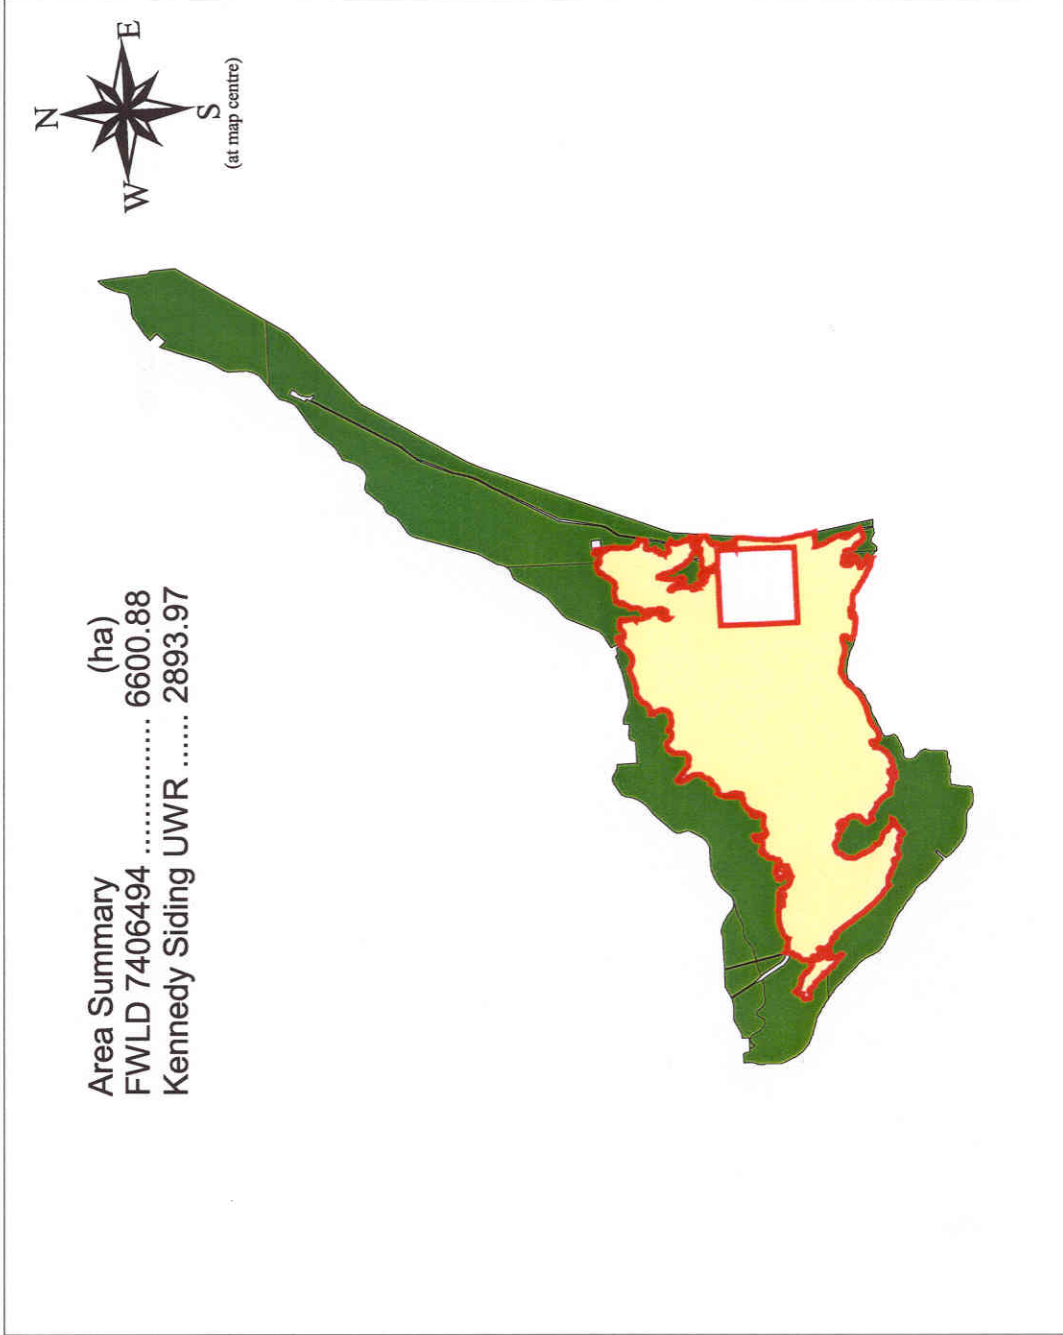 Area Summary (ha)
FWLD 7406494 ................ 6600.88
Kennedy Siding UWR ...... 2893.97
N
W E
S
(at map centre)